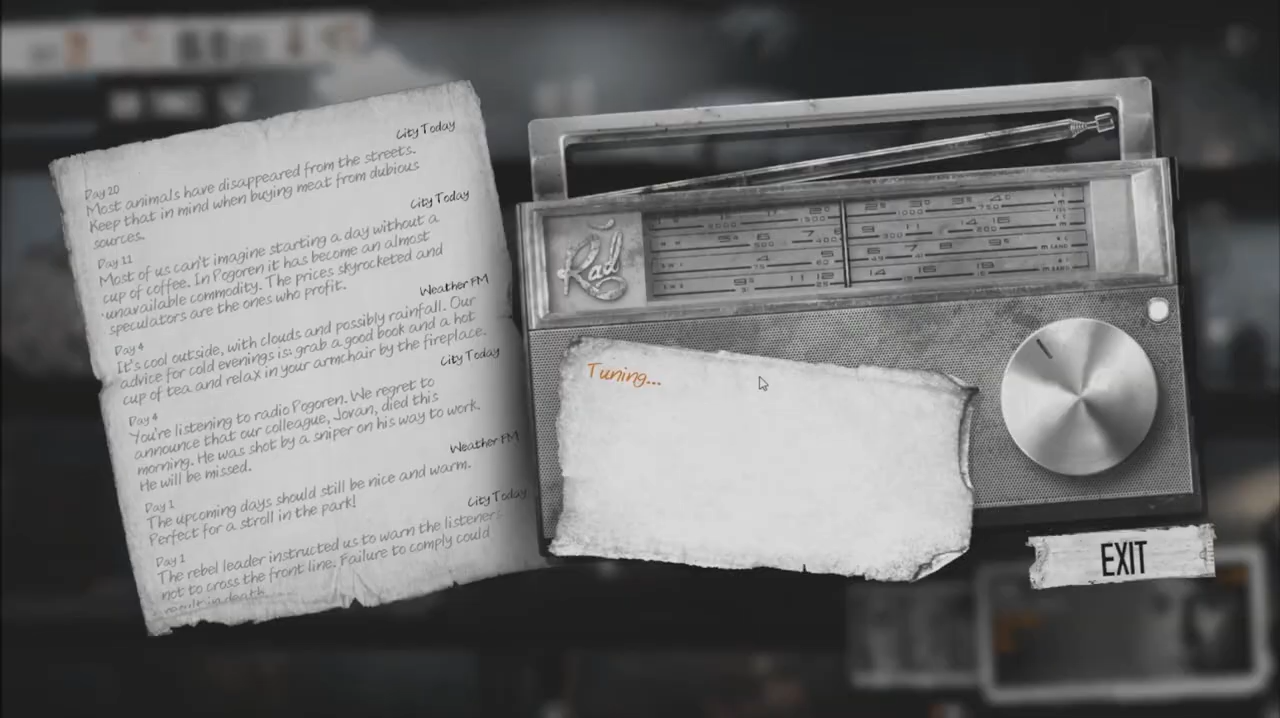 City Today
Day 20
Most animals have disappeared from the streets.
Keep that in mind when buying meat from dubious
sources.
City Today
Day 11
Most of us can't imagine starting a day without a
cup of coffee. In Pogoren it has become an almost
unavailable commodity. The prices skyrocketed and
speculators are the ones who profit.
Weather FM
Day 4
It's cool outside, with clouds and possibly rainfall. Our
advice for cold evenings is: grab a good book and a hot
cup of tea and relax in your armchair by the fireplace.
City Today
Day 4
You're listening to radio Pogoren. We regret to
announce that our colleague, Jovan, died this
morning. He was shot by a sniper on his way to work.
He will be missed.
Weather FM
Day 1
The upcoming days should still be nice and warm.
Perfect for a stroll in the park!
City Today
Day 1
The rebel leader instructed us to warn the listeners
not to cross the front line. Failure to comply could
result in death.
Rad
Tuning...
EXIT